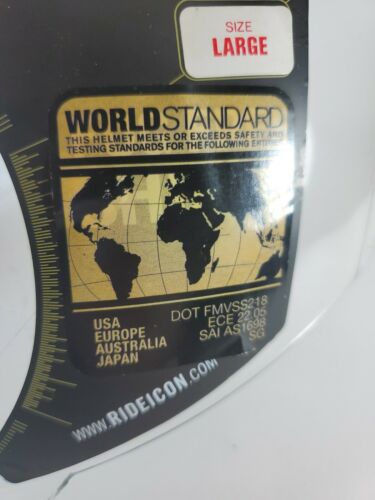 SIZE
LARGE
WORLDSTANDARD
THIS HELMET MEETS OR EXCEEDS SAFETY AND
TESTING STANDARDS FOR THE FOLLOWING ENTITIES
USA
EUROPE
AUSTRALIA
JAPAN
DOT FMVSS218
ECE 22.05
SAI AS1698
SG
WWW.RIDEICON.COM